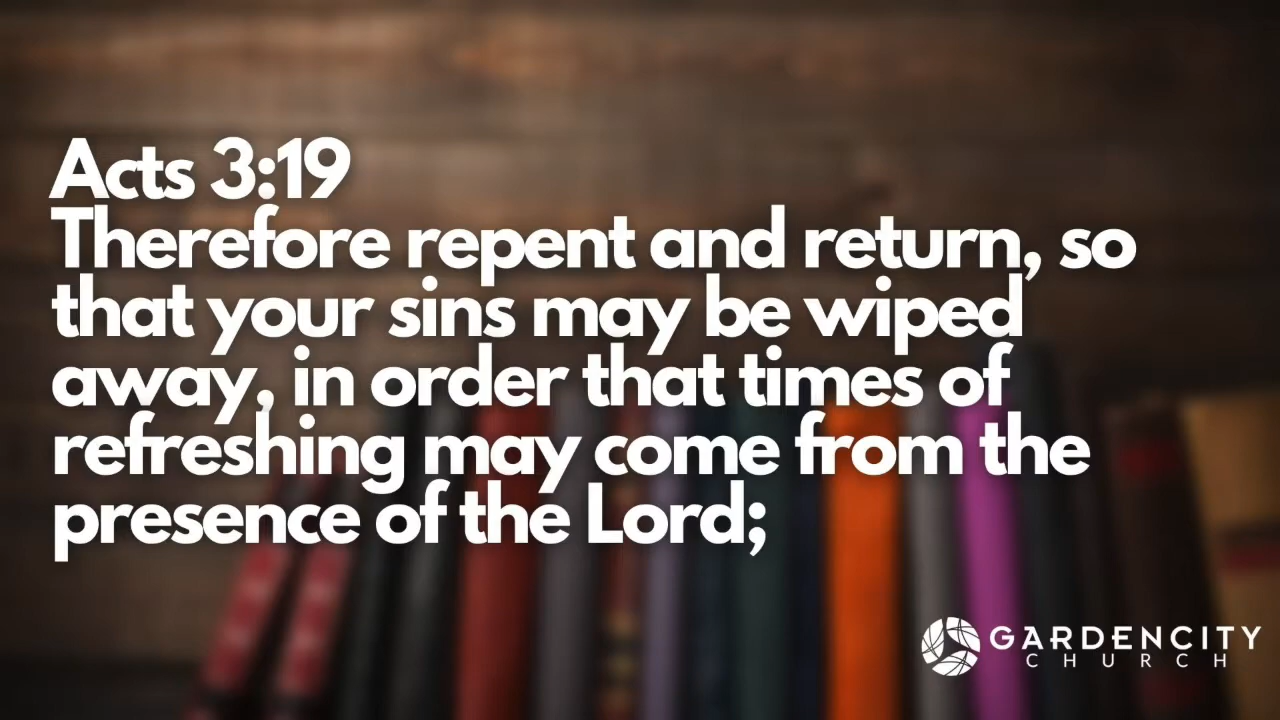 Acts 3:19
Therefore repent and return, so
that your sins may be wiped
away, in order that times of
refreshing may come from the
presence of the Lord;
GARDENCITY
CHURCH